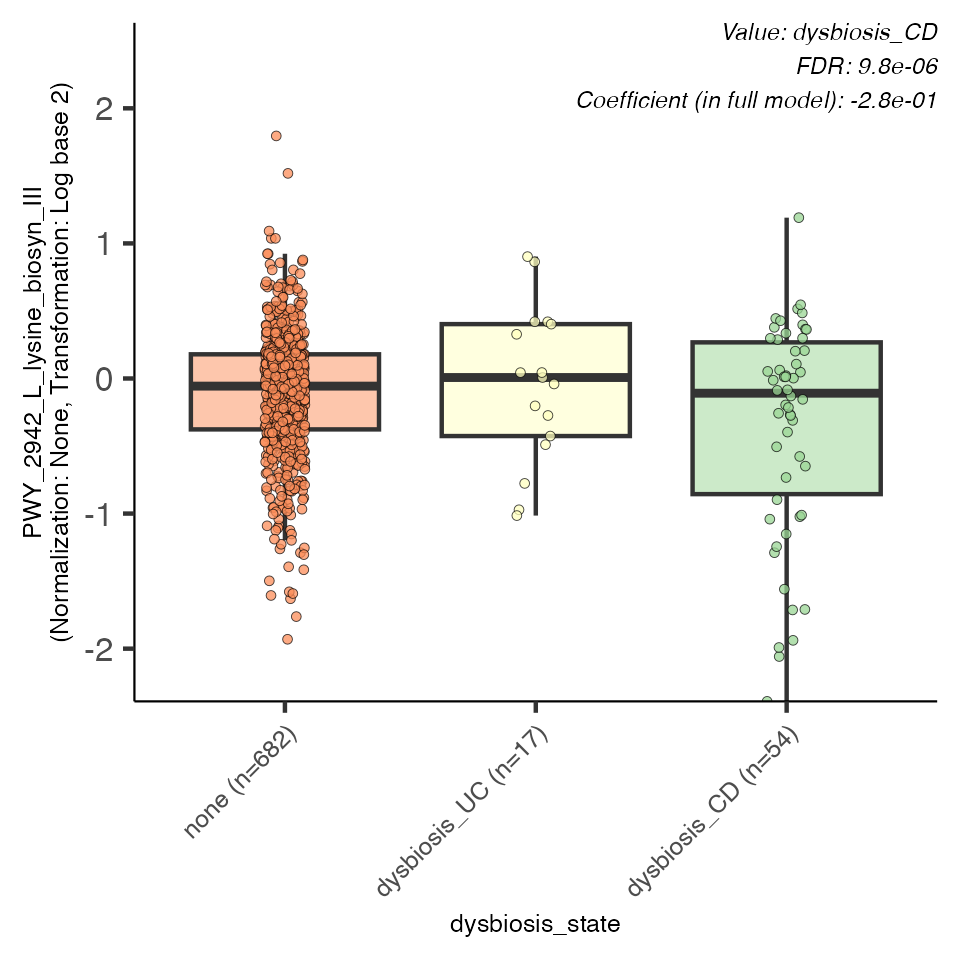 Value: dysbiosis_CD
FDR: 9.8e-06
Coefficient (in full model): -2.8e-01
PWY_2942_L_lysine_biosyn_III
(Normalization: None, Transformation: Log base 2)
2
1
0
-1
-2
none (n=682)
dysbiosis_UC (n=17)
dysbiosis_CD (n=54)
dysbiosis_state